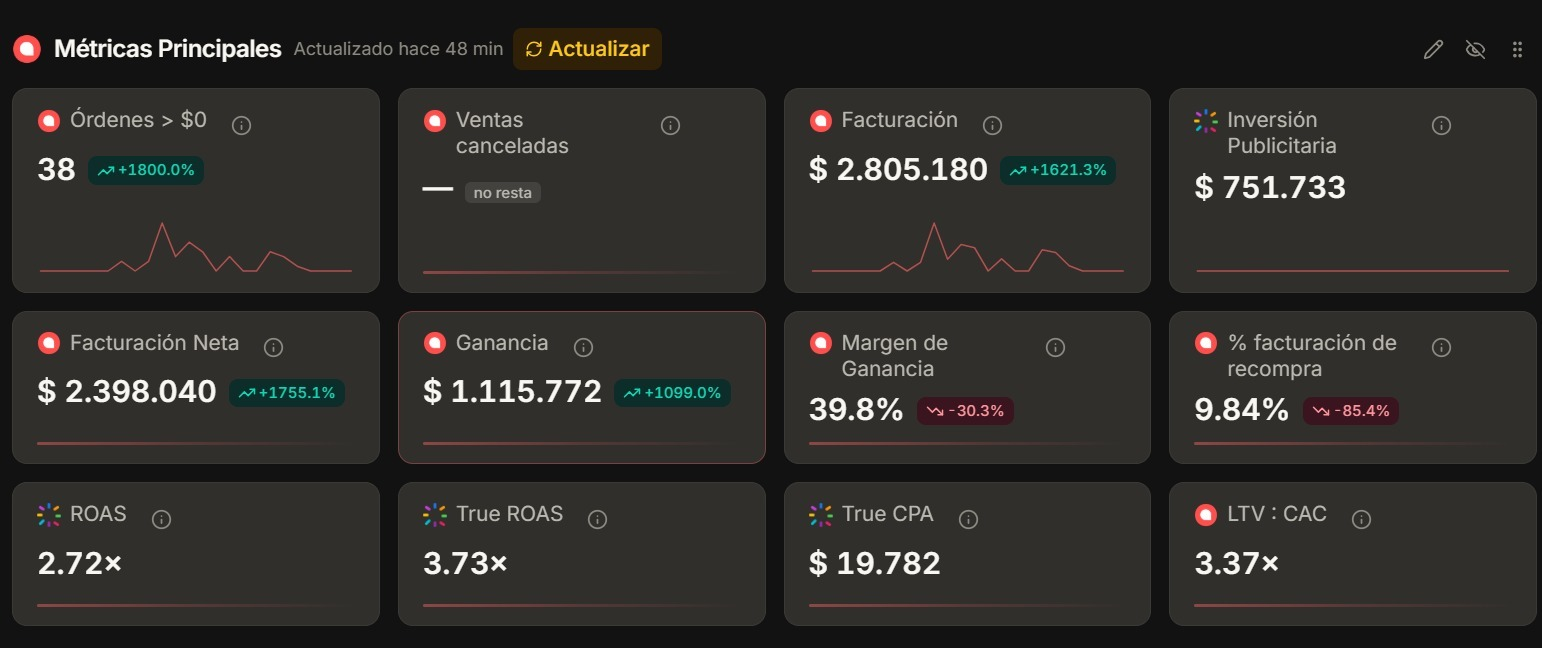 Métricas Principales Actualizado hace 48 min Actualizar
Órdenes > $0
38 +1800.0%
Ventas
canceladas
— no resta
Facturación
$ 2.805.180 +1621.3%
Inversión
Publicitaria
$ 751.733
Facturación Neta
$ 2.398.040 +1755.1%
Ganancia
$ 1.115.772 +1099.0%
Margen de
Ganancia
39.8% -30.3%
% facturación de
recompra
9.84% -85.4%
ROAS
2.72×
True ROAS
3.73×
True CPA
$ 19.782
LTV : CAC
3.37×